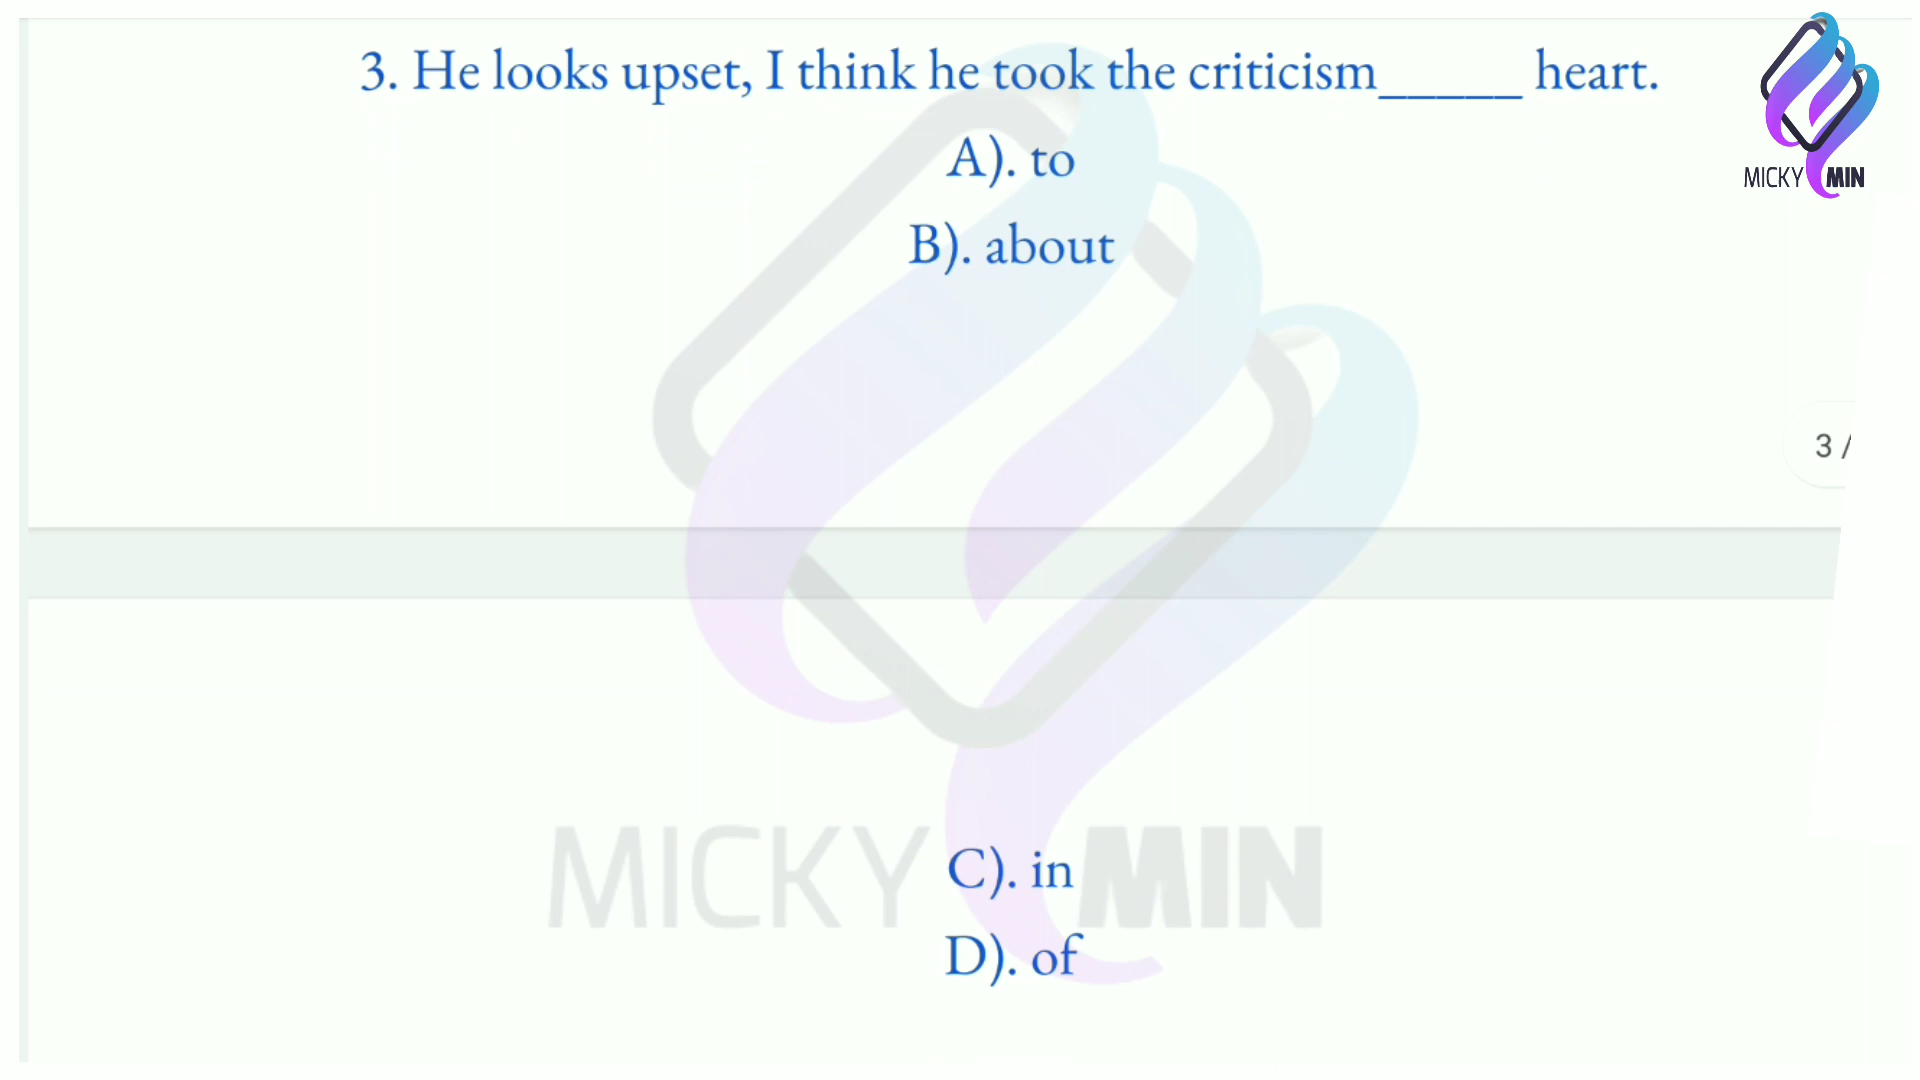 3. He looks upset, I think he took the criticism_____ heart.
A). to
B). about
3 /
C). in
D). of
MICKY MIN
MICKY MIN